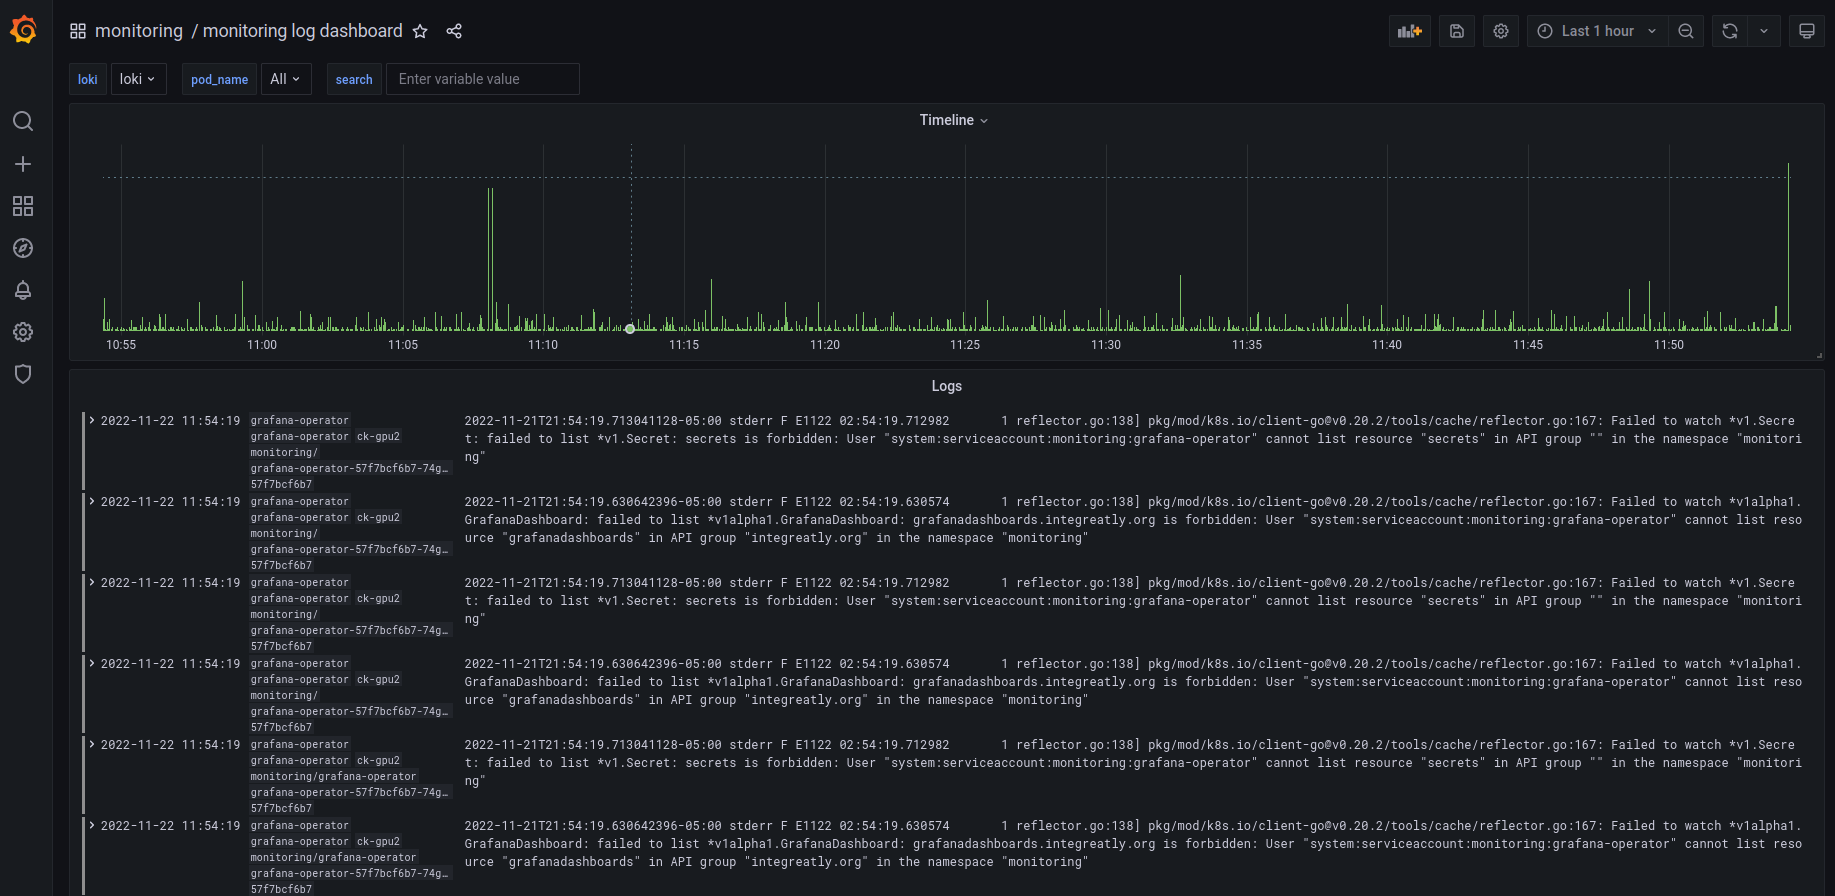 monitoring / monitoring log dashboard
Last 1 hour
loki loki pod_name All search Enter variable value
Timeline
10:55 11:00 11:05 11:10 11:15 11:20 11:25 11:30 11:35 11:40 11:45 11:50
Logs
2022-11-22 11:54:19
grafana-operator
grafana-operator ck-gpu2
monitoring/
grafana-operator-57f7bcf6b7-74g…
57f7bcf6b7
2022-11-21T21:54:19.713041128-05:00 stderr F E1122 02:54:19.712982 1 reflector.go:138] pkg/mod/k8s.io/client-go@v0.20.2/tools/cache/reflector.go:167: Failed to watch *v1.Secre
t: failed to list *v1.Secret: secrets is forbidden: User "system:serviceaccount:monitoring:grafana-operator" cannot list resource "secrets" in API group "" in the namespace "monitori
ng"
2022-11-22 11:54:19
grafana-operator
grafana-operator ck-gpu2
monitoring/
grafana-operator-57f7bcf6b7-74g…
57f7bcf6b7
2022-11-21T21:54:19.630642396-05:00 stderr F E1122 02:54:19.630574 1 reflector.go:138] pkg/mod/k8s.io/client-go@v0.20.2/tools/cache/reflector.go:167: Failed to watch *v1alpha1.
GrafanaDashboard: failed to list *v1alpha1.GrafanaDashboard: grafanadashboards.integreatly.org is forbidden: User "system:serviceaccount:monitoring:grafana-operator" cannot list reso
urce "grafanadashboards" in API group "integreatly.org" in the namespace "monitoring"
2022-11-22 11:54:19
grafana-operator
grafana-operator ck-gpu2
monitoring/
grafana-operator-57f7bcf6b7-74g…
57f7bcf6b7
2022-11-21T21:54:19.713041128-05:00 stderr F E1122 02:54:19.712982 1 reflector.go:138] pkg/mod/k8s.io/client-go@v0.20.2/tools/cache/reflector.go:167: Failed to watch *v1.Secre
t: failed to list *v1.Secret: secrets is forbidden: User "system:serviceaccount:monitoring:grafana-operator" cannot list resource "secrets" in API group "" in the namespace "monitori
ng"
2022-11-22 11:54:19
grafana-operator
grafana-operator ck-gpu2
monitoring/
grafana-operator-57f7bcf6b7-74g…
57f7bcf6b7
2022-11-21T21:54:19.630642396-05:00 stderr F E1122 02:54:19.630574 1 reflector.go:138] pkg/mod/k8s.io/client-go@v0.20.2/tools/cache/reflector.go:167: Failed to watch *v1alpha1.
GrafanaDashboard: failed to list *v1alpha1.GrafanaDashboard: grafanadashboards.integreatly.org is forbidden: User "system:serviceaccount:monitoring:grafana-operator" cannot list reso
urce "grafanadashboards" in API group "integreatly.org" in the namespace "monitoring"
2022-11-22 11:54:19
grafana-operator
grafana-operator ck-gpu2
monitoring/grafana-operator
grafana-operator-57f7bcf6b7-74g…
57f7bcf6b7
2022-11-21T21:54:19.713041128-05:00 stderr F E1122 02:54:19.712982 1 reflector.go:138] pkg/mod/k8s.io/client-go@v0.20.2/tools/cache/reflector.go:167: Failed to watch *v1.Secre
t: failed to list *v1.Secret: secrets is forbidden: User "system:serviceaccount:monitoring:grafana-operator" cannot list resource "secrets" in API group "" in the namespace "monitori
ng"
2022-11-22 11:54:19
grafana-operator
grafana-operator ck-gpu2
monitoring/grafana-operator
grafana-operator-57f7bcf6b7-74g…
57f7bcf6b7
2022-11-21T21:54:19.630642396-05:00 stderr F E1122 02:54:19.630574 1 reflector.go:138] pkg/mod/k8s.io/client-go@v0.20.2/tools/cache/reflector.go:167: Failed to watch *v1alpha1.
GrafanaDashboard: failed to list *v1alpha1.GrafanaDashboard: grafanadashboards.integreatly.org is forbidden: User "system:serviceaccount:monitoring:grafana-operator" cannot list reso
urce "grafanadashboards" in API group "integreatly.org" in the namespace "monitoring"